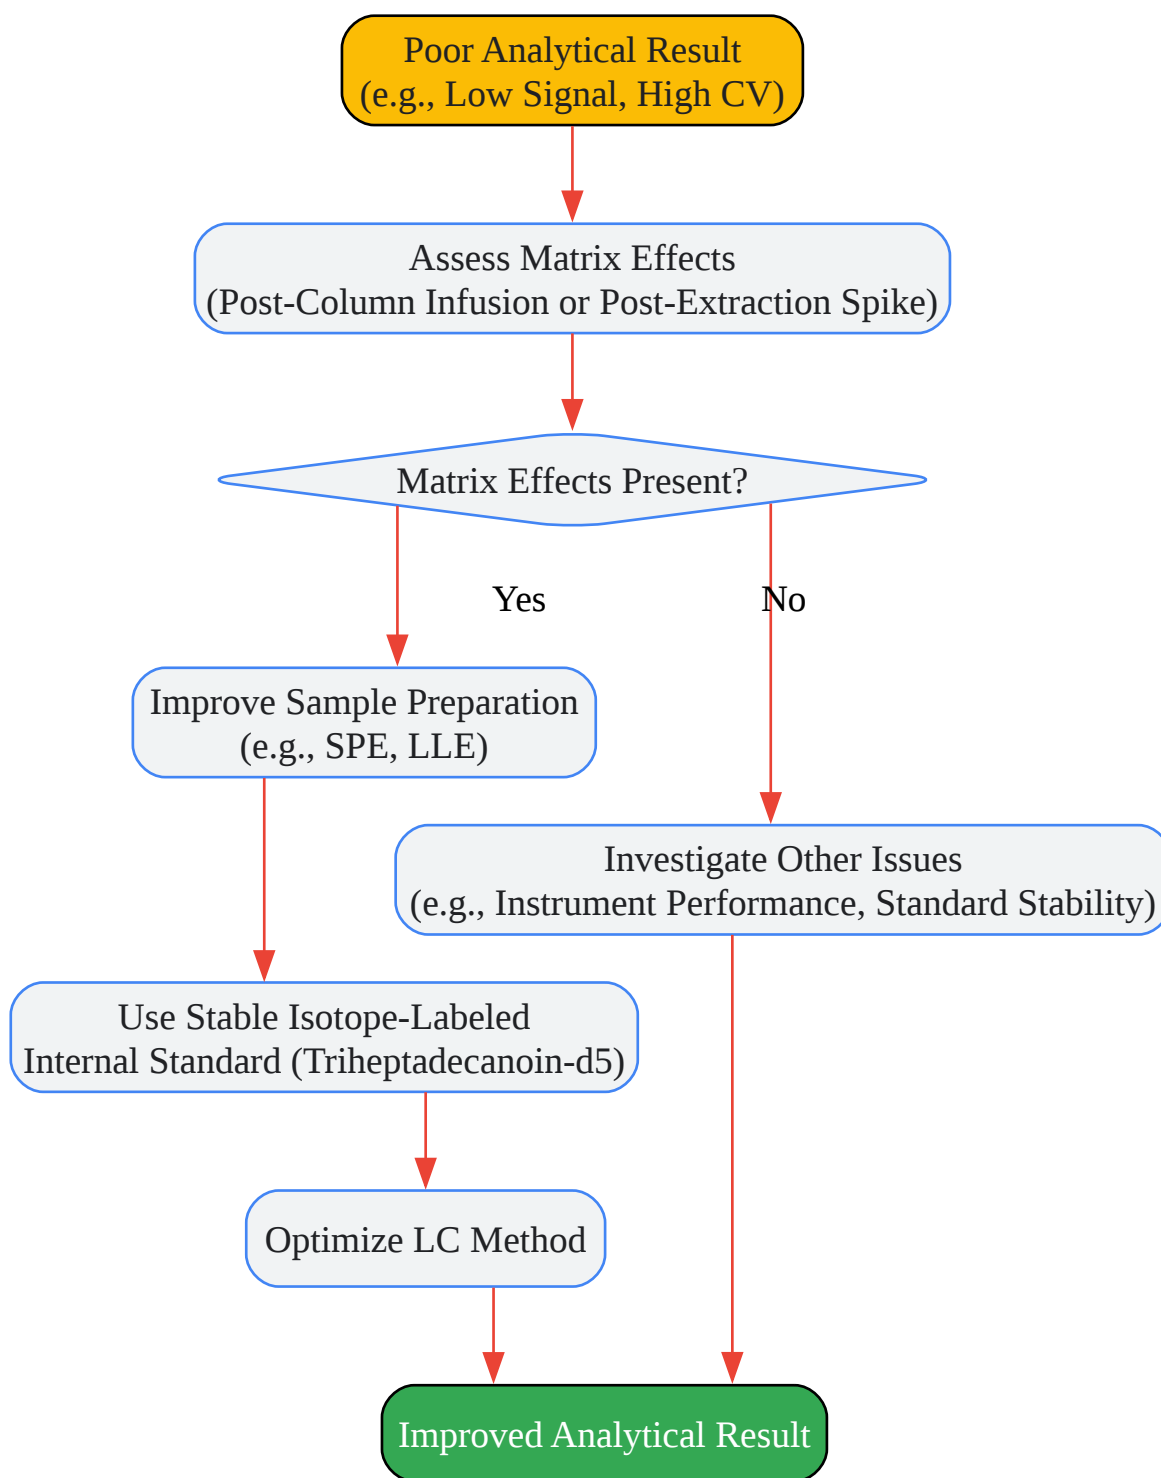 Poor Analytical Result
(e.g., Low Signal, High CV)
Assess Matrix Effects
(Post-Column Infusion or Post-Extraction Spike)
Matrix Effects Present?
Yes
No
Improve Sample Preparation
(e.g., SPE, LLE)
Investigate Other Issues
(e.g., Instrument Performance, Standard Stability)
Use Stable Isotope-Labeled
Internal Standard (Triheptadecanoin-d5)
Optimize LC Method
Improved Analytical Result